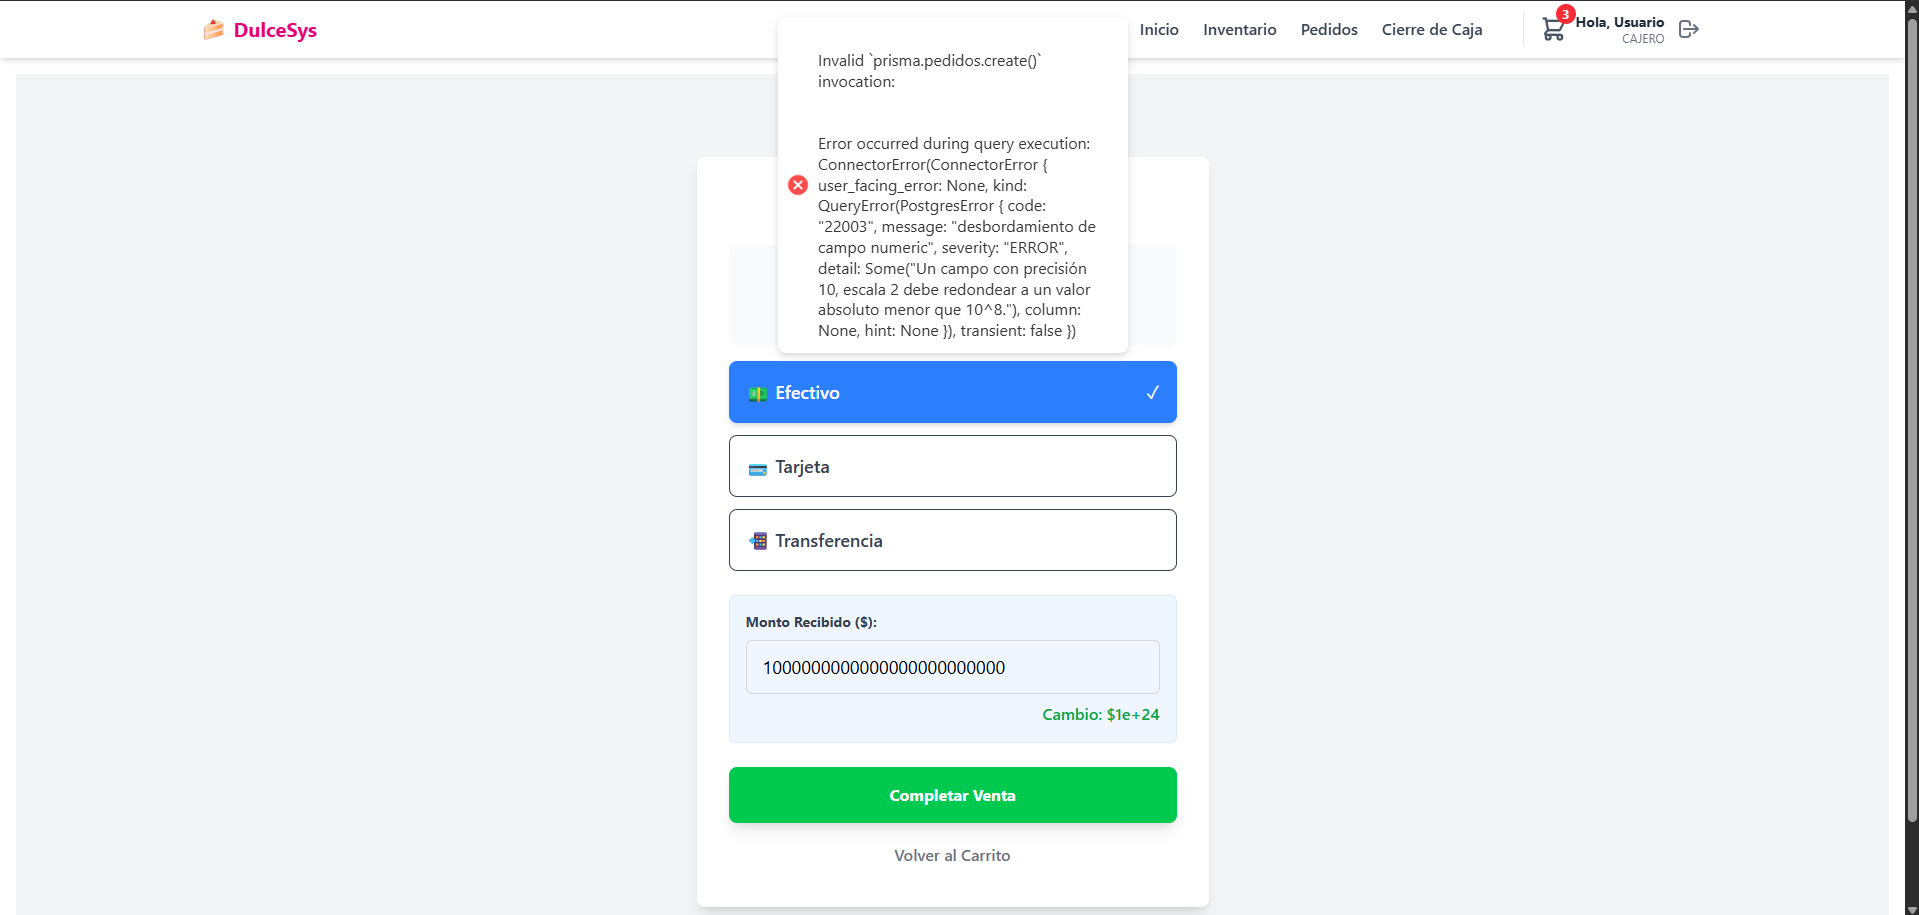 DulceSys
Inicio
Inventario
Pedidos
Cierre de Caja
3
Hola, Usuario
CAJERO
Invalid `prisma.pedidos.create()`
invocation:
Error occurred during query execution:
ConnectorError(ConnectorError {
user_facing_error: None, kind:
QueryError(PostgresError { code:
"22003", message: "desbordamiento de
campo numeric", severity: "ERROR",
detail: Some("Un campo con precisión
10, escala 2 debe redondear a un valor
absoluto menor que 10^8."), column:
None, hint: None }), transient: false })
Efectivo
✓
Tarjeta
Transferencia
Monto Recibido ($):
1000000000000000000000000
Cambio: $1e+24
Completar Venta
Volver al Carrito